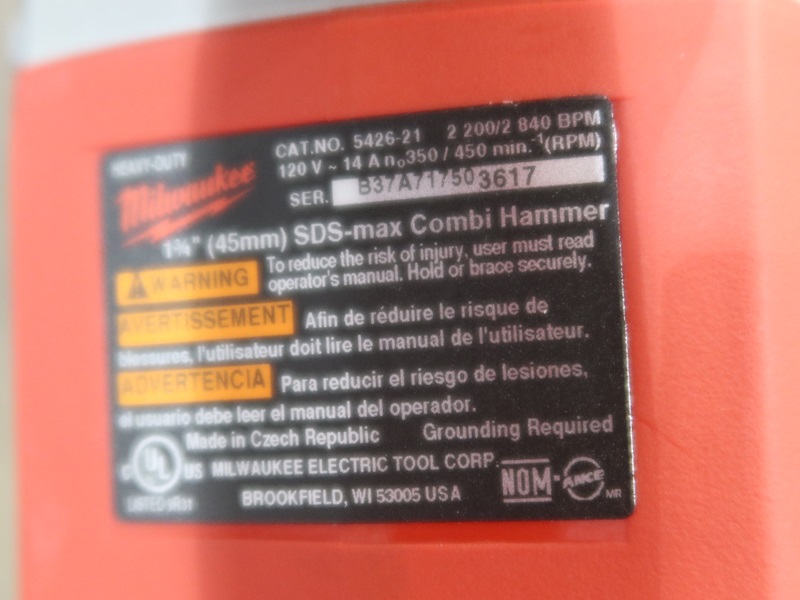 HEAVY-DUTY
Milwaukee
CAT.NO. 5426-21 2 200/2 840 BPM
120 V ~ 14 A n₀350 / 450 min.⁻¹(RPM)
SER. B37A717503617
1¾" (45mm) SDS-max Combi Hammer
WARNING To reduce the risk of injury, user must read
operator's manual. Hold or brace securely.
AVERTISSEMENT Afin de réduire le risque de
blessures, l'utilisateur doit lire le manual de l'utilisateur.
ADVERTENCIA Para reducir el riesgo de lesiones,
el usuario debe leer el manual del operador.
Made in Czech Republic Grounding Required
C UL US MILWAUKEE ELECTRIC TOOL CORP.
BROOKFIELD, WI 53005 USA
LISTED
NOM-ANCE
MR